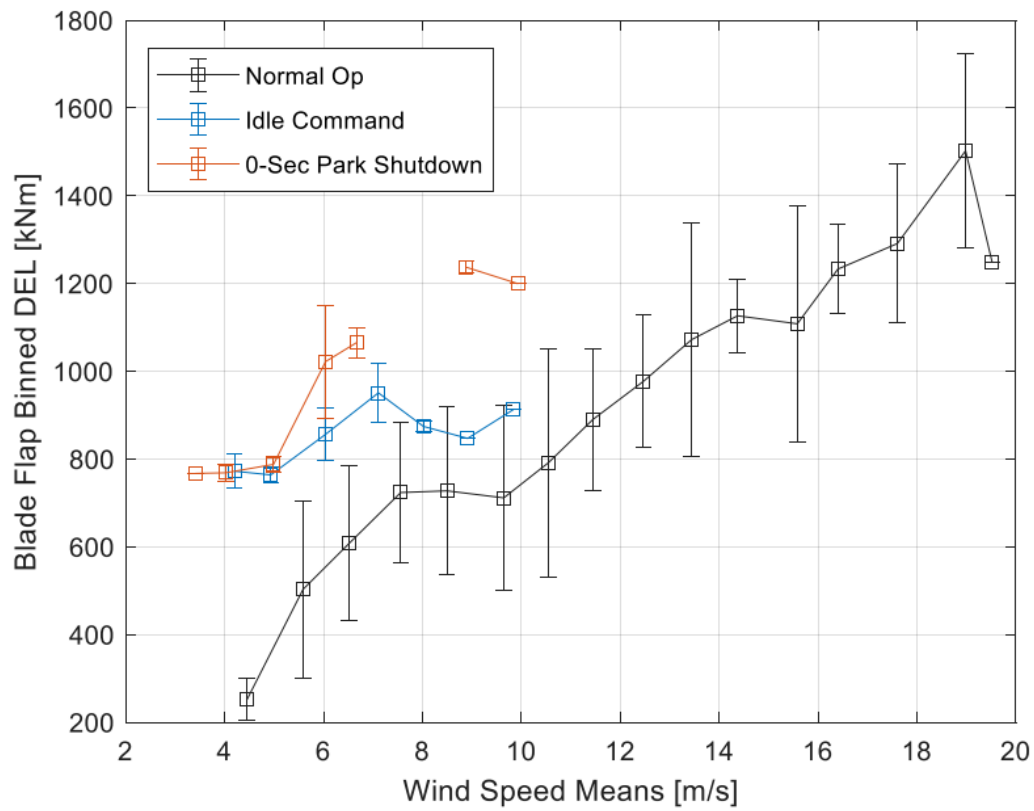 1800
1600
1400
1200
1000
800
600
400
200
Blade Flap Binned DEL [kNm]
Normal Op
Idle Command
0-Sec Park Shutdown
2 4 6 8 10 12 14 16 18 20
Wind Speed Means [m/s]